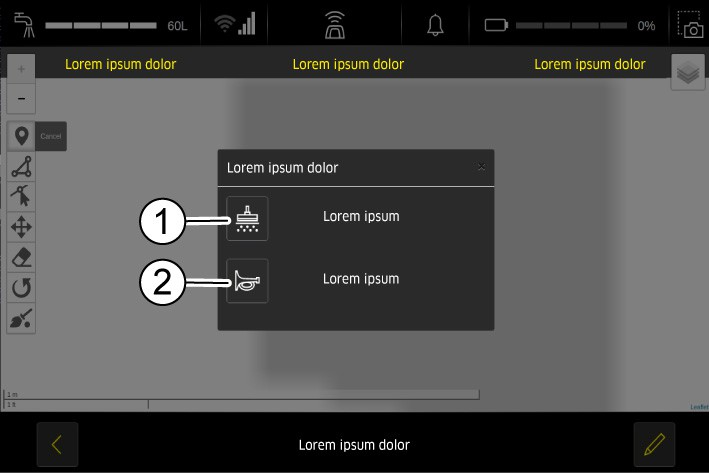 60L 0%
Lorem ipsum dolor Lorem ipsum dolor Lorem ipsum dolor
+
-
Cancel
Lorem ipsum dolor ×
1 Lorem ipsum
2 Lorem ipsum
1 m
1 ft
Leaflet
Lorem ipsum dolor